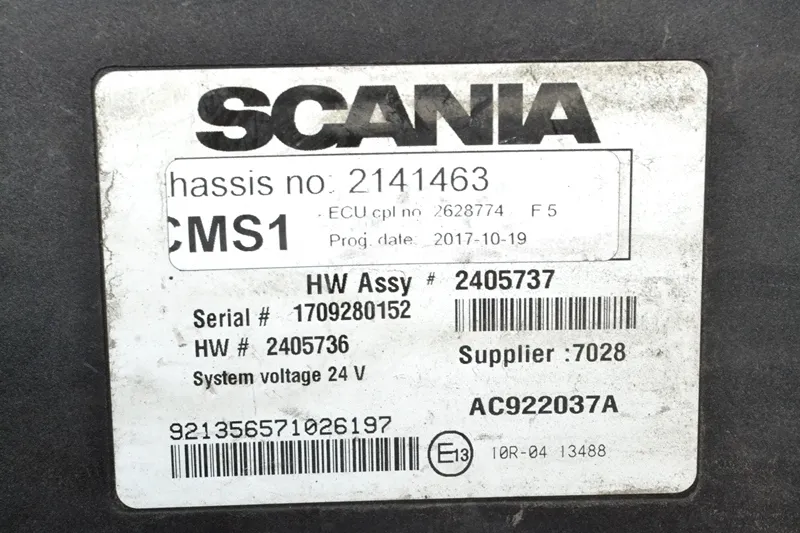 SCANIA
hassis no: 2141463
ECU cpl no 2628774 F 5
CMS1
Prog. date: 2017-10-19
HW Assy # 2405737
Serial # 1709280152
HW # 2405736
Supplier :7028
System voltage 24 V
AC922037A
921356571026197
E13 10R-04 13488